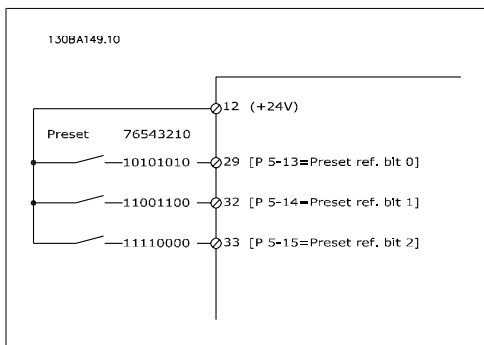 130BA149.10
12 (+24V)
Preset 76543210
10101010 29 [P 5-13=Preset ref. bit 0]
11001100 32 [P 5-14=Preset ref. bit 1]
11110000 33 [P 5-15=Preset ref. bit 2]